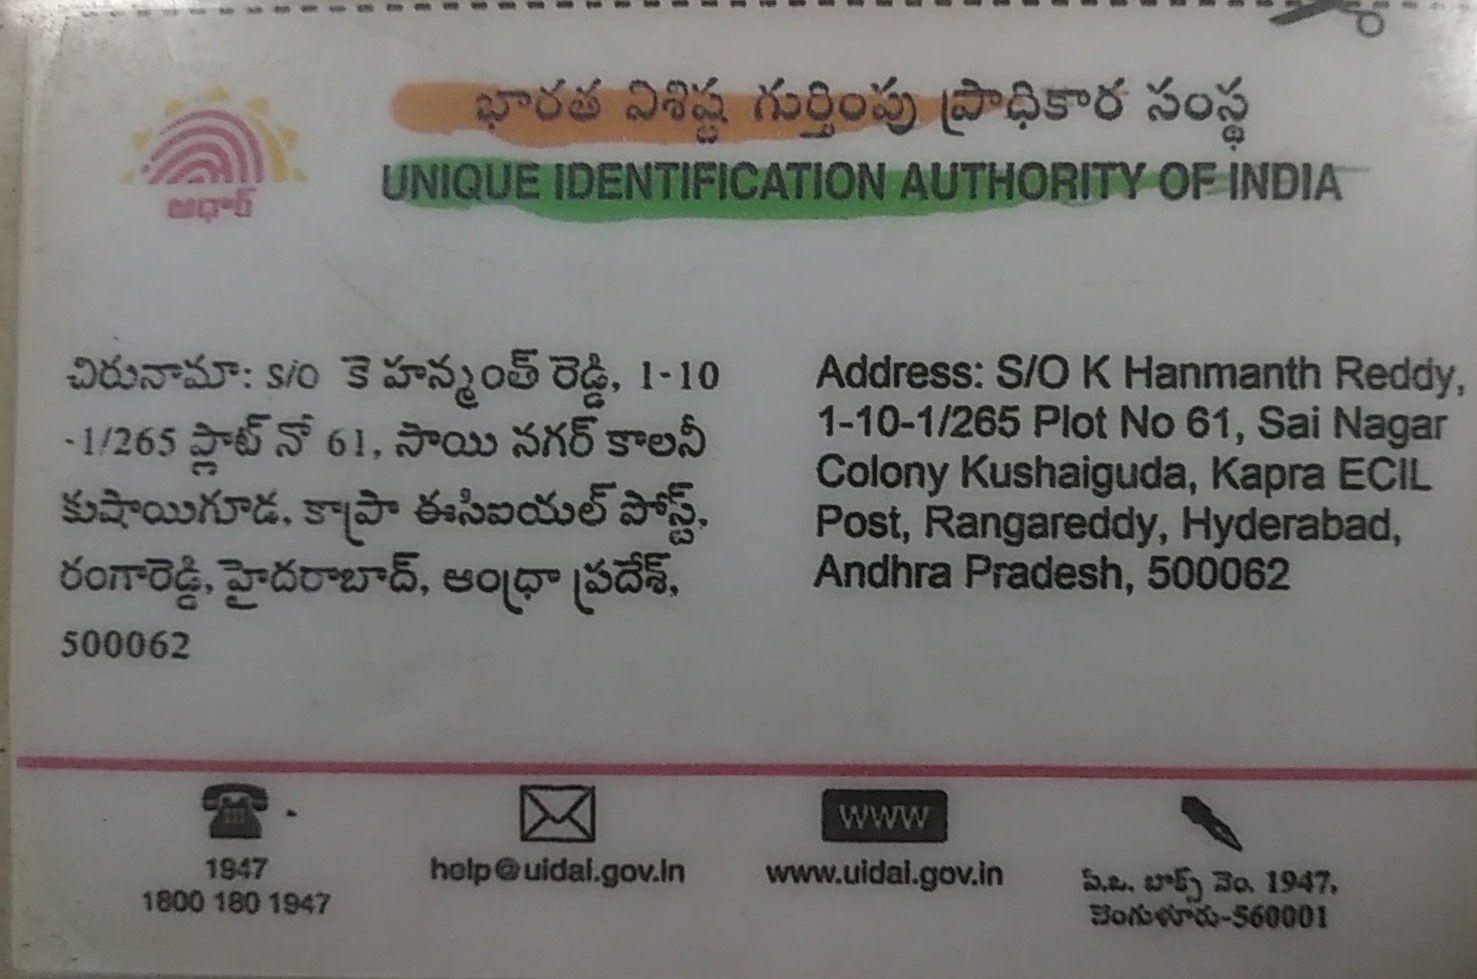 భారత విశిష్ట గుర్తింపు ప్రాధికార సంస్థ
UNIQUE IDENTIFICATION AUTHORITY OF INDIA
ఆధార్
చిరునామా: S/O కె హన్మంత్ రెడ్డి, 1-10
-1/265 ప్లాట్ నో 61, సాయి నగర్ కాలనీ
కుషాయిగూడ, కాప్రా ఈసిఐయల్ పోస్ట్,
రంగారెడ్డి, హైదరాబాద్, ఆంధ్రా ప్రదేశ్,
500062
Address: S/O K Hanmanth Reddy,
1-10-1/265 Plot No 61, Sai Nagar
Colony Kushaiguda, Kapra ECIL
Post, Rangareddy, Hyderabad,
Andhra Pradesh, 500062
1947
1800 180 1947
help@uidai.gov.in
WWW
www.uidai.gov.in
పి.ఒ. బాక్స్ నెం. 1947,
బెంగుళూరు-560001